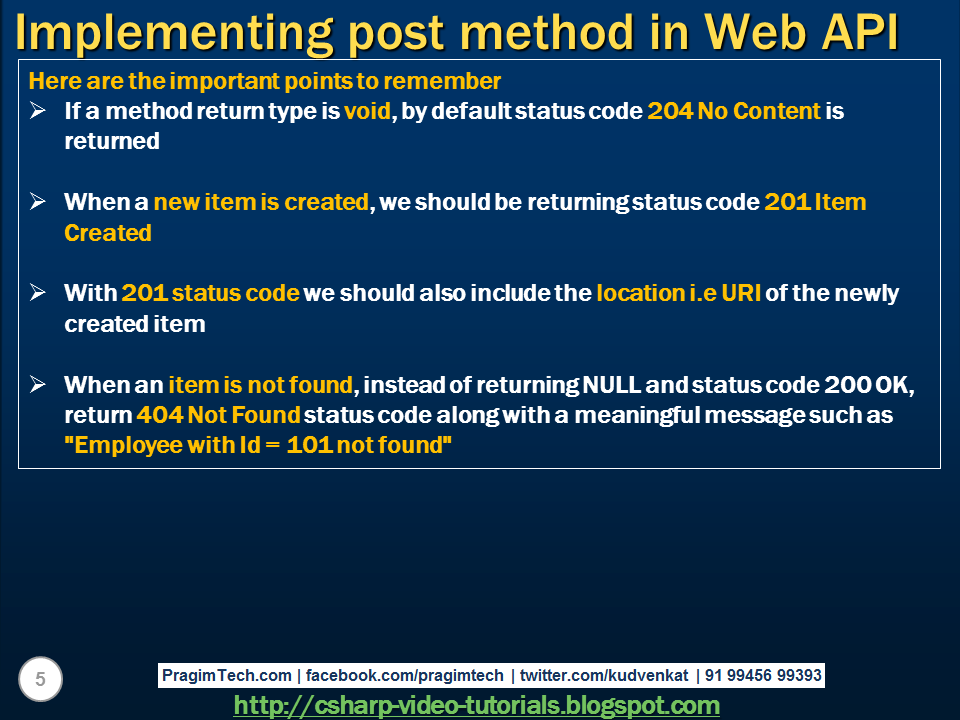 Implementing post method in Web API
Here are the important points to remember
If a method return type is void, by default status code 204 No Content is
returned
When a new item is created, we should be returning status code 201 Item
Created
With 201 status code we should also include the location i.e URI of the newly
created item
When an item is not found, instead of returning NULL and status code 200 OK,
return 404 Not Found status code along with a meaningful message such as
"Employee with Id = 101 not found"
5
PragimTech.com | facebook.com/pragimtech | twitter.com/kudvenkat | 91 99456 99393
http://csharp-video-tutorials.blogspot.com